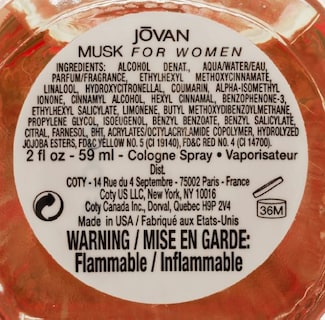 JŌVAN
MUSK FOR WOMEN
INGREDIENTS: ALCOHOL DENAT., AQUA/WATER/EAU,
PARFUM/FRAGRANCE, ETHYLHEXYL METHOXYCINNAMATE,
LINALOOL, HYDROXYCITRONELLAL, COUMARIN, ALPHA-ISOMETHYL
IONONE, CINNAMYL ALCOHOL, HEXYL CINNAMAL, BENZOPHENONE-3,
ETHYLHEXYL SALICYLATE, LIMONENE, BUTYL METHOXYDIBENZOYLMETHANE,
PROPYLENE GLYCOL, ISOEUGENOL, BENZYL BENZOATE, BENZYL SALICYLATE,
CITRAL, FARNESOL, BHT, ACRYLATES/OCTYLACRYLAMIDE COPOLYMER, HYDROLYZED
JOJOBA ESTERS, FD&C YELLOW NO. 5 (CI 19140), FD&C RED NO. 4 (CI 14700).
2 fl oz - 59 ml - Cologne Spray • Vaporisateur
Dist.
COTY - 14 Rue du 4 Septembre - 75002 Paris - France
Coty US LLC, New York, NY 10016
Coty Canada Inc., Dorval, Quebec H9P 2V4
36M
Made in USA / Fabriqué aux Etats-Unis
WARNING / MISE EN GARDE:
Flammable / Inflammable